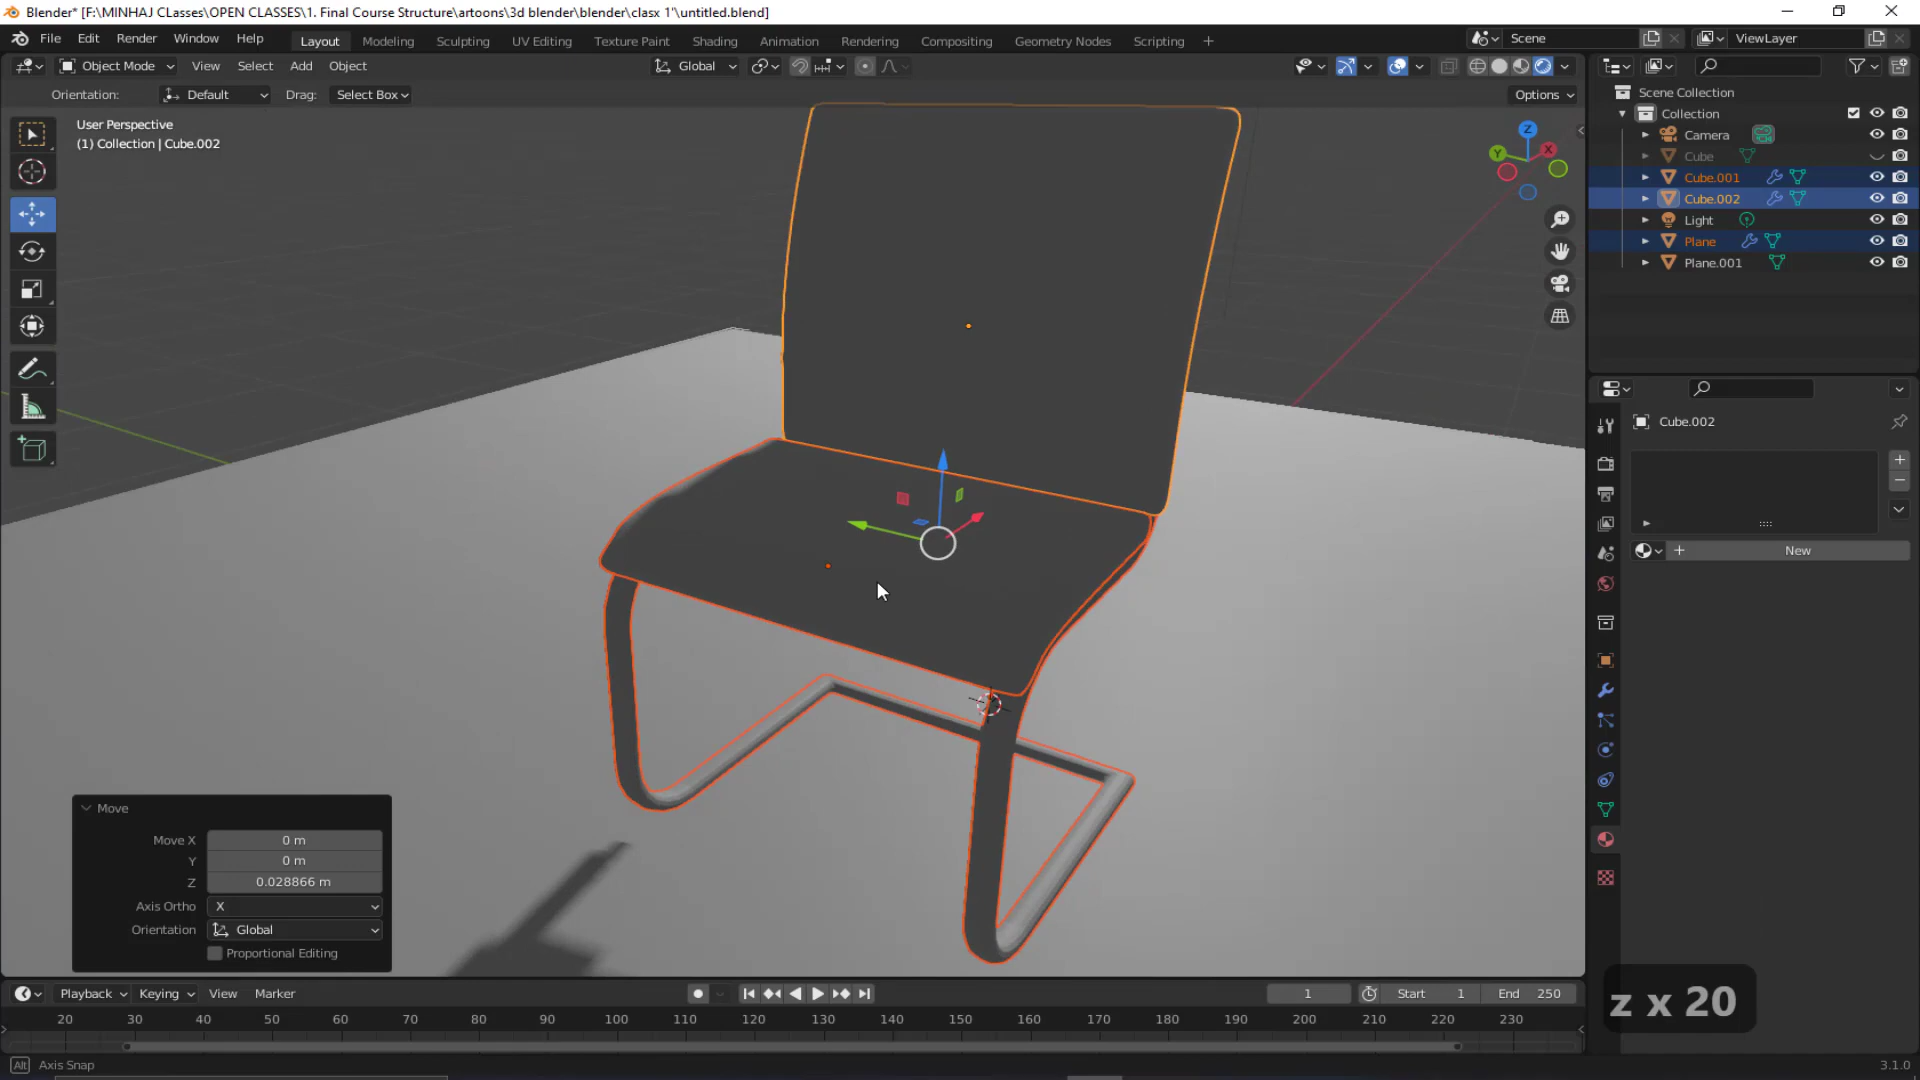 Blender* [F:\MINHAJ CLasses\OPEN CLASSES\1. Final Course Structure\artoons\3d blender\blender\clasx 1"\untitled.blend]
File Edit Render Window Help Layout Modeling Sculpting UV Editing Texture Paint Shading Animation Rendering Compositing Geometry Nodes Scripting + Scene ViewLayer
Object Mode View Select Add Object Global
Orientation: Default Drag: Select Box Options
User Perspective
(1) Collection | Cube.002
Z
Y
X
Scene Collection
Collection
Camera
Cube
Cube.001
Cube.002
Light
Plane
Plane.001
Cube.002
New
Move
Move X 0 m
Y 0 m
Z 0.028866 m
Axis Ortho X
Orientation Global
Proportional Editing
Playback Keying View Marker 1 Start 1 End 250
20 30 40 50 60 70 80 90 100 110 120 130 140 150 160 170 180 190 200 210 220 230
z x 20
Alt Axis Snap 3.1.0